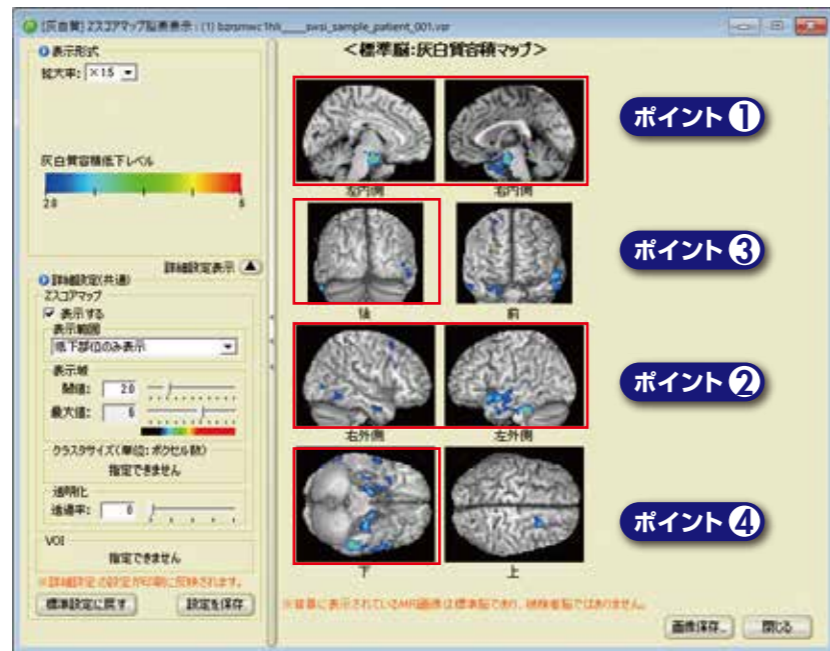 [灰白質] Zスコアマップ脳表表示 : (1)
表示形式
拡大率: ×1.5
灰白質容積低下レベル
2.0 6
詳細設定表示
詳細設定(共通)
Zスコアマップ
表示する
表示範囲
低下部位のみ表示
表示域
閾値: 2.0
最大値: 6
クラスタサイズ(単位: ボクセル数)
指定できません
透明化
透過率: 0
VOI
指定できません
※詳細設定 の設定が印刷に反映されます。
標準設定に戻す 設定を保存
＜標準脳:灰白質容積マップ＞
左内側 右内側
ポイント ①
後 前
ポイント ③
右外側 左外側
ポイント ②
下 上
ポイント ④
※背景に表示されているMR画像は標準脳であり、被検者脳ではありません。
画像保存... 閉じる